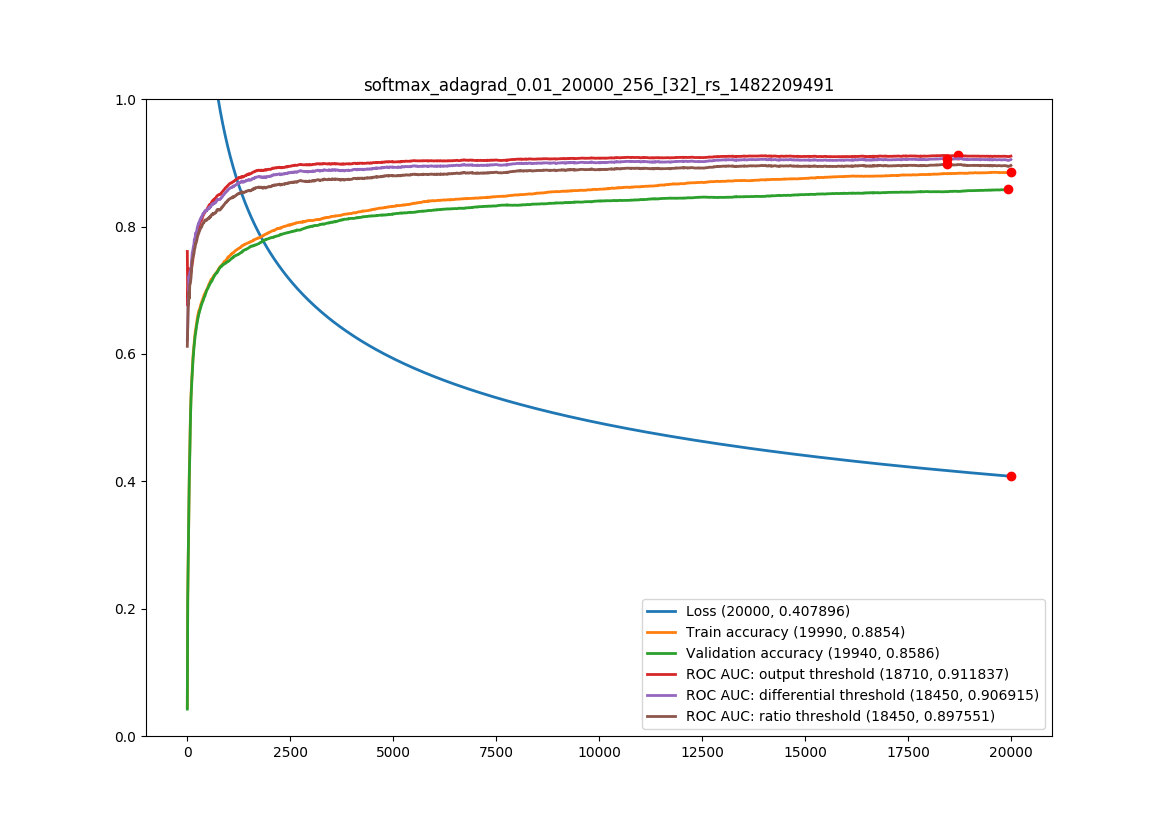 softmax_adagrad_0.01_20000_256_[32]_rs_1482209491
1.0
0.8
0.6
0.4
0.2
0.0
Loss (20000, 0.407896)
Train accuracy (19990, 0.8854)
Validation accuracy (19940, 0.8586)
ROC AUC: output threshold (18710, 0.911837)
ROC AUC: differential threshold (18450, 0.906915)
ROC AUC: ratio threshold (18450, 0.897551)
0 2500 5000 7500 10000 12500 15000 17500 20000